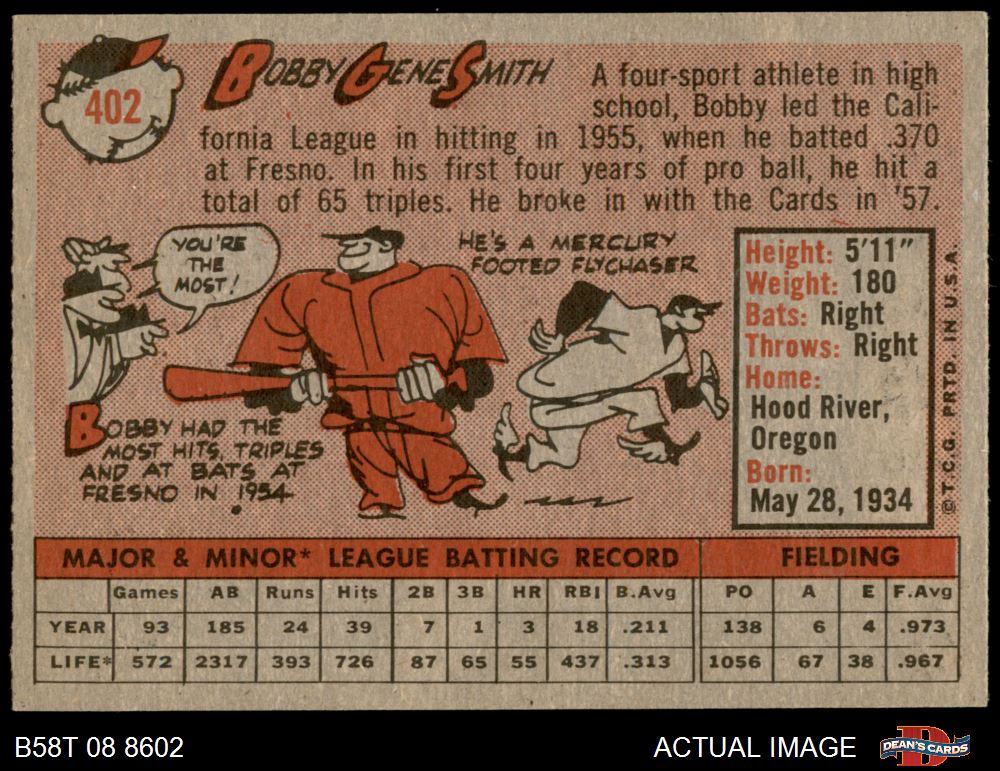 402
BOBBY GENE SMITH
A four-sport athlete in high
school, Bobby led the Cali-
fornia League in hitting in 1955, when he batted .370
at Fresno. In his first four years of pro ball, he hit a
total of 65 triples. He broke in with the Cards in '57.
YOU'RE
THE
MOST!
BOBBY HAD THE
MOST HITS, TRIPLES
AND AT BATS AT
FRESNO IN 1954.
HE'S A MERCURY
FOOTED FLYCHASER
Height: 5'11"
Weight: 180
Bats: Right
Throws: Right
Home:
Hood River,
Oregon
Born:
May 28, 1934
© T.C.G. PRTD. IN U.S.A.
MAJOR & MINOR* LEAGUE BATTING RECORD FIELDING
Games AB Runs Hits 2B 3B HR RBI B.Avg PO A E F.Avg
YEAR 93 185 24 39 7 1 3 18 .211 138 6 4 .973
LIFE* 572 2317 393 726 87 65 55 437 .313 1056 67 38 .967
B58T 08 8602
ACTUAL IMAGE
DEAN'S CARDS